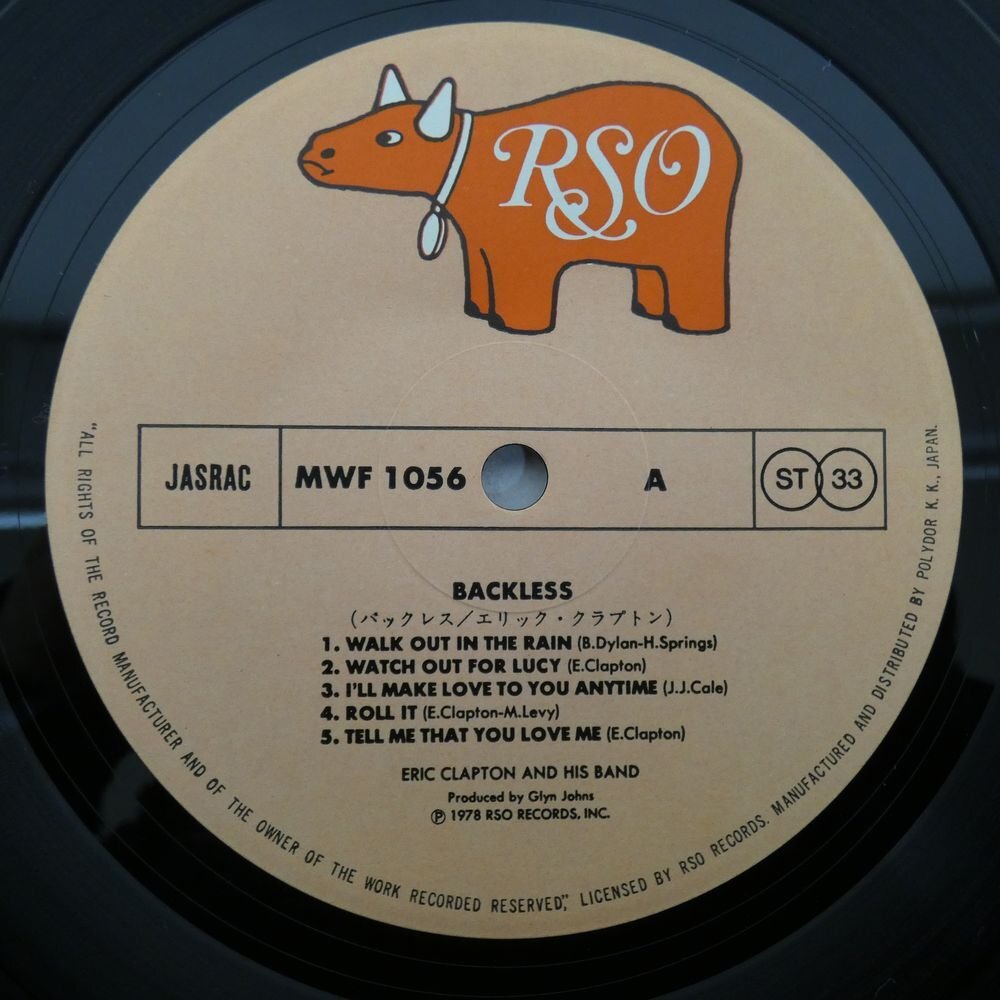 RSO
JASRAC
MWF 1056
A
ST 33
BACKLESS
(バックレス/エリック・クラプトン)
1. WALK OUT IN THE RAIN (B.Dylan-H.Springs)
2. WATCH OUT FOR LUCY (E.Clapton)
3. I'LL MAKE LOVE TO YOU ANYTIME (J.J.Cale)
4. ROLL IT (E.Clapton-M.Levy)
5. TELL ME THAT YOU LOVE ME (E.Clapton)
ERIC CLAPTON AND HIS BAND
Produced by Glyn Johns
Ⓟ 1978 RSO RECORDS, INC.
"ALL RIGHTS OF THE RECORD MANUFACTURER AND OF THE OWNER OF THE WORK RECORDED RESERVED," LICENSED BY RSO RECORDS. MANUFACTURED AND DISTRIBUTED BY POLYDOR K. K., JAPAN.